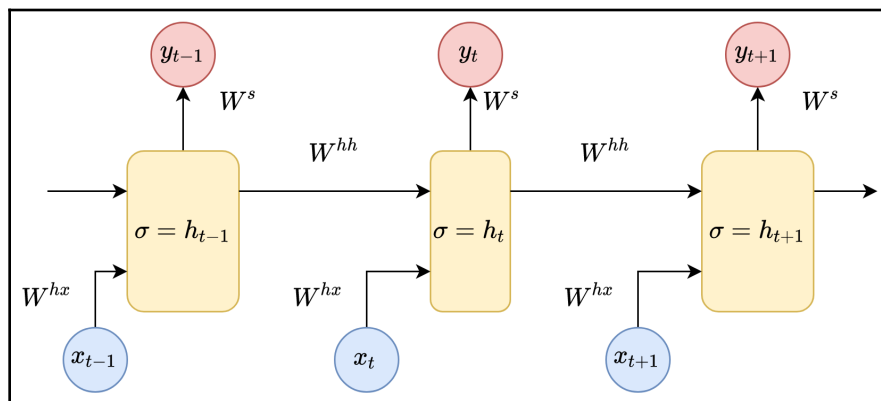 y_{t−1} y_t y_{t+1}
W^s W^s W^s
W^{hh} W^{hh}
σ = h_{t−1} σ = h_t σ = h_{t+1}
W^{hx} W^{hx} W^{hx}
x_{t−1} x_t x_{t+1}